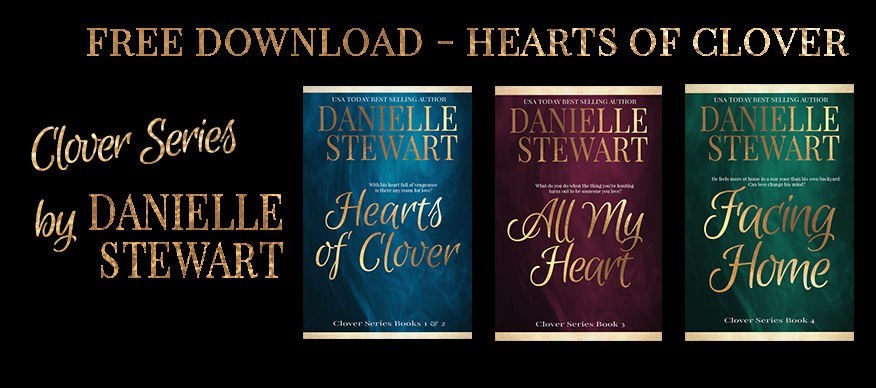 FREE DOWNLOAD - HEARTS OF CLOVER
Clover Series
by DANIELLE
STEWART
USA TODAY BEST SELLING AUTHOR
DANIELLE
STEWART
With his heart full of vengeance
is there any room for love?
Hearts
of Clover
Clover Series Books 1 & 2
USA TODAY BEST SELLING AUTHOR
DANIELLE
STEWART
What do you do when the thing you're hunting
turns out to be someone you love?
All My
Heart
Clover Series Book 3
USA TODAY BEST SELLING AUTHOR
DANIELLE
STEWART
He feels more at home in a war zone than his own backyard.
Can love change his mind?
Facing
Home
Clover Series Book 4